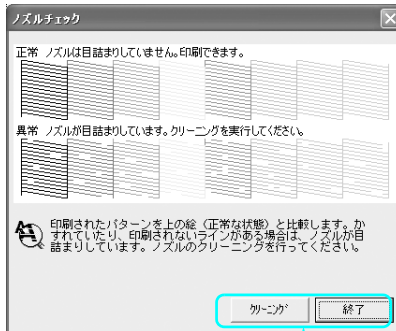 ノズルチェック
正常 ノズルは目詰まりしていません。印刷できます。
異常 ノズルが目詰まりしています。クリーニングを実行してください。
印刷されたパターンを上の絵（正常な状態）と比較します。か
すれていたり、印刷されないラインがある場合は、ノズルが目
詰まりしています。ノズルのクリーニングを行ってください。
クリーニング 終了